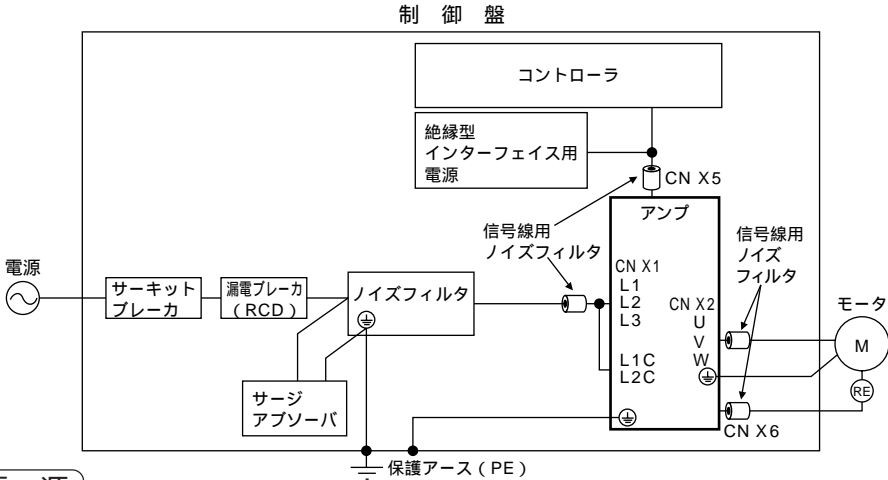 制 御 盤
コントローラ
絶縁型
インターフェイス用
電源
CN X5
アンプ
信号線用
ノイズフィルタ
信号線用
ノイズ
フィルタ
電源
サーキット
ブレーカ
漏電ブレーカ
(RCD)
ノイズフィルタ
CN X1
L1
L2
L3
L1C
L2C
CN X2
U
V
W
モータ
M
RE
サージ
アブソーバ
CN X6
保護アース(PE)
源